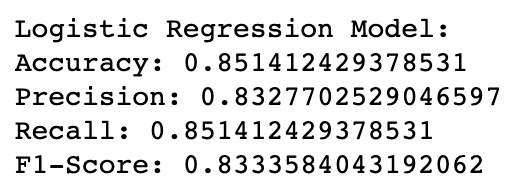 Logistic Regression Model:
Accuracy: 0.851412429378531
Precision: 0.8327702529046597
Recall: 0.851412429378531
F1-Score: 0.8333584043192062